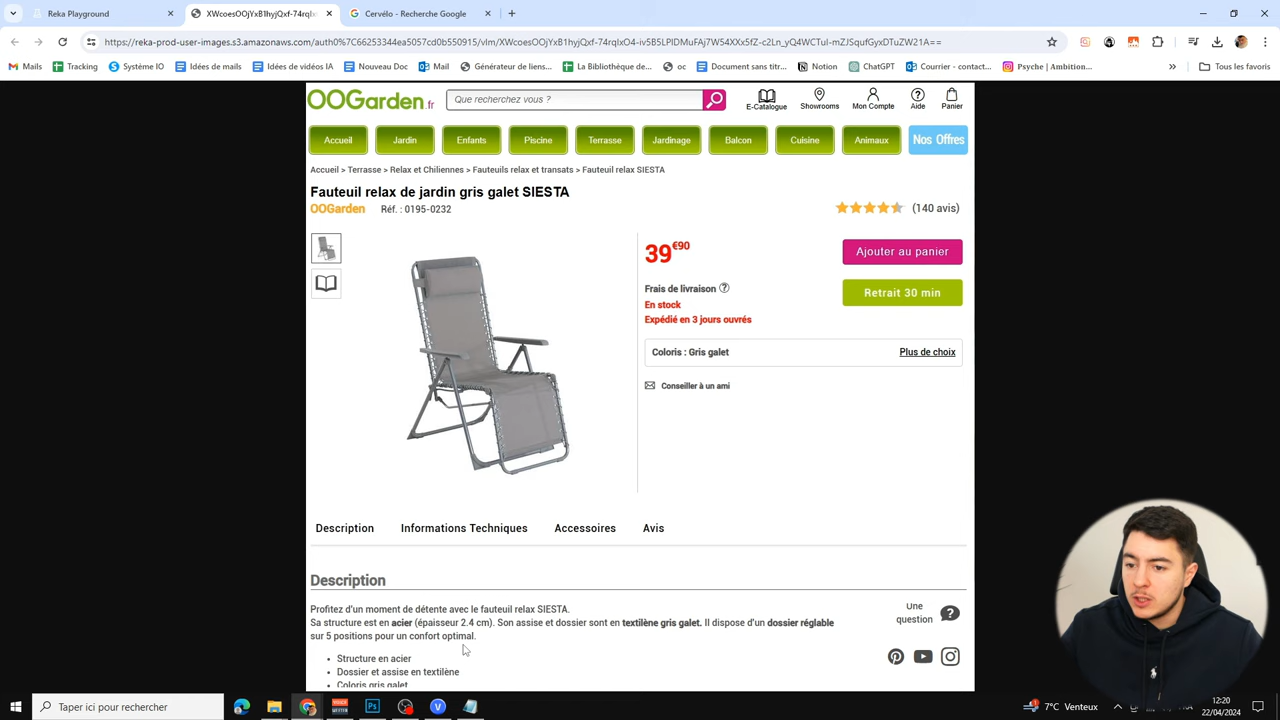 Reka Playground
XWcoesOOjYxB1hyjQxf-74rqlx
Cervélo - Recherche Google
https://reka-prod-user-images.s3.amazonaws.com/auth0%7C66253344ea5057cd0b550915/vlm/XWcoesOOjYxB1hyjQxf-74rqlxO4-iv5B5LPlDMuFAj7W54XXx5fZ-c2Ln_yQ4WCTuI-mZJSqufGyxDTuZW21A==
Mails
Tracking
Système IO
Idées de mails
Idées de vidéos IA
Nouveau Doc
Mail
Générateur de liens...
La Bibliothèque de...
oc
Document sans titr...
Notion
ChatGPT
Courrier - contact...
Psyche | Ambition...
»
Tous les favoris
OOGarden.fr
Que recherchez vous ?
E-Catalogue
Showrooms
Mon Compte
Aide
Panier
Accueil
Jardin
Enfants
Piscine
Terrasse
Jardinage
Balcon
Cuisine
Animaux
Nos Offres
Accueil > Terrasse > Relax et Chiliennes > Fauteuils relax et transats > Fauteuil relax SIESTA
Fauteuil relax de jardin gris galet SIESTA
OOGarden Réf. : 0195-0232
(140 avis)
39€90
Ajouter au panier
Frais de livraison ?
En stock
Expédié en 3 jours ouvrés
Retrait 30 min
Coloris : Gris galet
Plus de choix
Conseiller à un ami
Description
Informations Techniques
Accessoires
Avis
Description
Profitez d'un moment de détente avec le fauteuil relax SIESTA.
Sa structure est en acier (épaisseur 2.4 cm). Son assise et dossier sont en textilène gris galet. Il dispose d'un dossier réglable
sur 5 positions pour un confort optimal.
• Structure en acier
• Dossier et assise en textilène
• Coloris gris galet
Une
question
?
Taper ici pour rechercher
7°C Venteux
12:20
22/04/2024